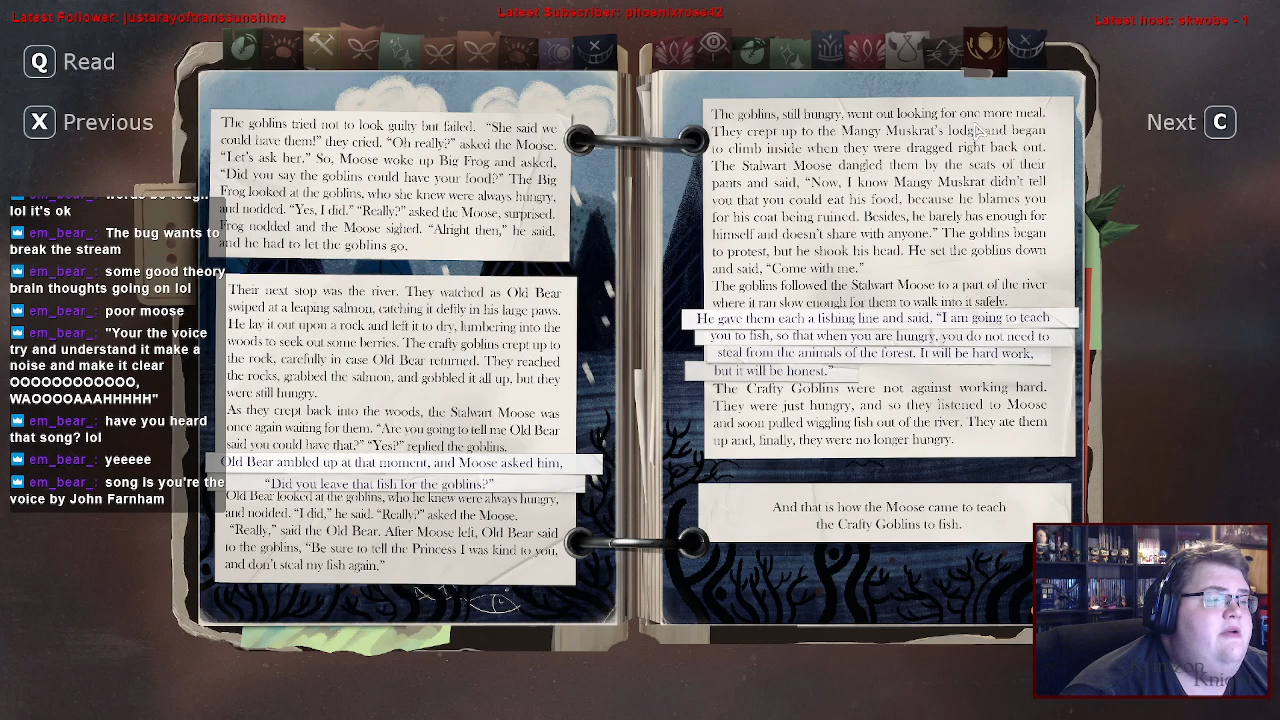 Latest Follower: justarayoftranssunshine
Latest Subscriber: phoenixrose42
Latest host: skwobs - 1
Q Read
X Previous
Next C
The goblins tried not to look guilty but failed. “She said we
could have them!” they cried. “Oh really?” asked the Moose.
“Let’s ask her.” So, Moose woke up Big Frog and asked,
“Did you say the goblins could have your food?” The Big
Frog looked at the goblins, who she knew were always hungry,
and nodded. “Yes, I did.” “Really?” asked the Moose, surprised.
Frog nodded and the Moose sighed. “Alright then,” he said,
and he had to let the goblins go.
Their next stop was the river. They watched as Old Bear
swiped at a leaping salmon, catching it deftly in his large paws.
He lay it out upon a rock and left it to dry, lumbering into the
woods to seek out some berries. The crafty goblins crept up to
the rock, carefully in case Old Bear returned. They reached
the rocks, grabbed the salmon, and gobbled it all up, but they
were still hungry.
As they crept back into the woods, the Stalwart Moose was
once again waiting for them. “Are you going to tell me Old Bear
said you could have that?” “Yes!” replied the goblins.
Old Bear ambled up at that moment, and Moose asked him,
“Did you leave that fish for the goblins?”
Old Bear looked at the goblins, who he knew were always hungry,
and nodded. “I did,” he said. “Really?” asked the Moose.
“Really,” said the Old Bear. After Moose left, Old Bear said
to the goblins, “Be sure to tell the Princess I was kind to you,
and don’t steal my fish again.”
The goblins, still hungry, went out looking for one more meal.
They crept up to the Mangy Muskrat’s lodge and began
to climb inside when they were dragged right back out.
The Stalwart Moose dangled them by the seats of their
pants and said, “Now, I know Mangy Muskrat didn’t tell
you that you could eat his food, because he blames you
for his coat being ruined. Besides, he barely has enough for
himself and doesn’t share with anyone.” The goblins began
to protest, but he shook his head. He set the goblins down
and said, “Come with me.”
The goblins followed the Stalwart Moose to a part of the river
where it ran slow enough for them to walk into it safely.
He gave them each a fishing line and said, “I am going to teach
you to fish, so that when you are hungry, you do not need to
steal from the animals of the forest. It will be hard work,
but it will be honest.”
The Crafty Goblins were not against working hard.
They were just hungry, and so they listened to Moose
and soon pulled wiggling fish out of the river. They ate them
up and, finally, they were no longer hungry.
And that is how the Moose came to teach
the Crafty Goblins to fish.
lol it's ok
em_bear_: The bug wants to
break the stream
em_bear_: some good theory
brain thoughts going on lol
em_bear_: poor moose
em_bear_: "Your the voice
try and understand it make a
noise and make it clear
OOOOOOOOOOOO,
WAOOOOAAAHHHHH"
em_bear_: have you heard
that song? lol
em_bear_: yeeeee
em_bear_: song is you're the
voice by John Farnham